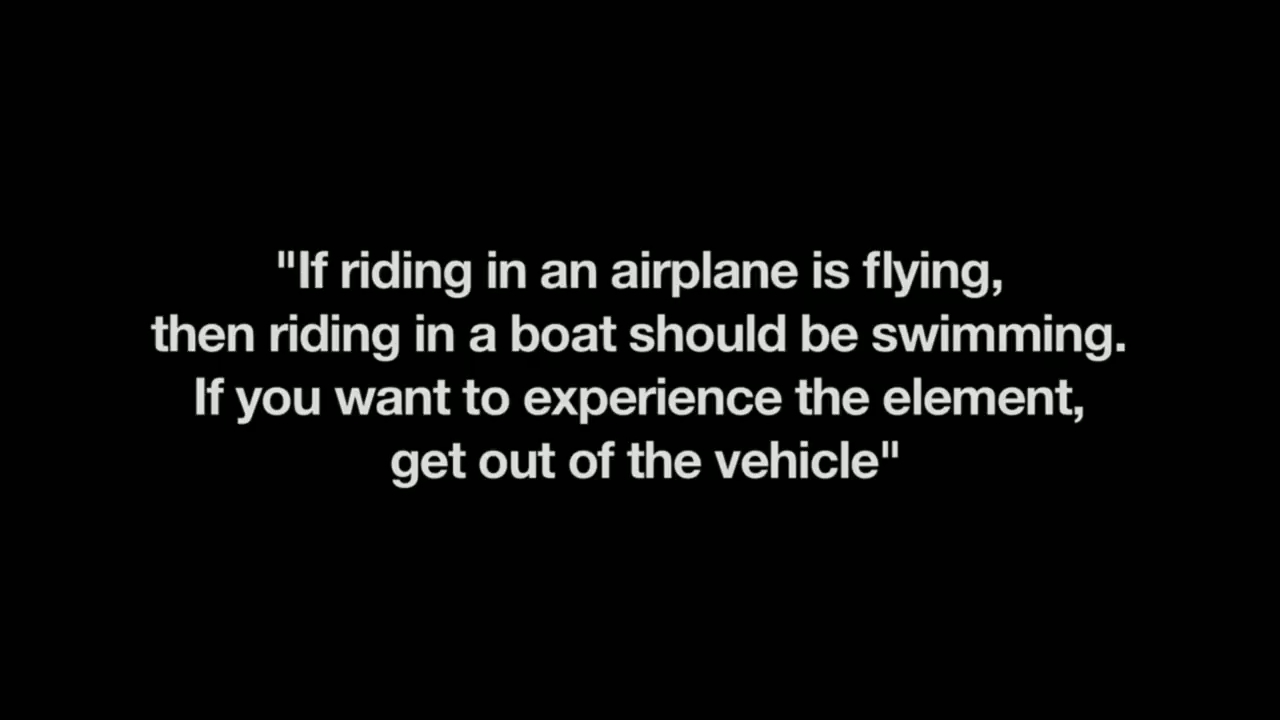 "If riding in an airplane is flying,
then riding in a boat should be swimming.
If you want to experience the element,
get out of the vehicle"